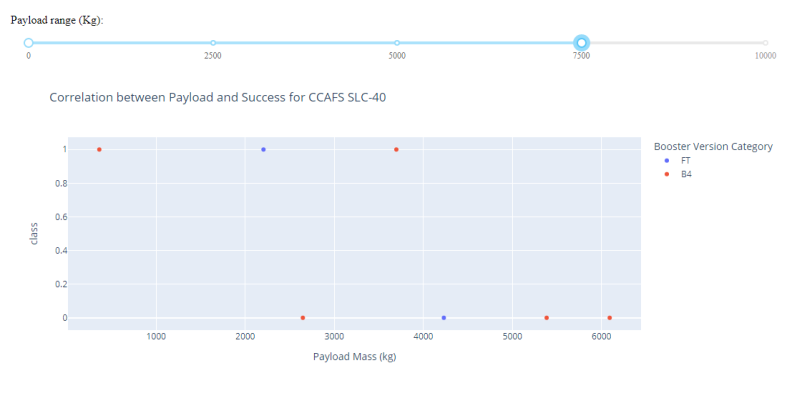 Payload range (Kg):
0 2500 5000 7500 10000
Correlation between Payload and Success for CCAFS SLC-40
Booster Version Category
FT
B4
1
0.8
0.6
0.4
0.2
0
class
1000 2000 3000 4000 5000 6000
Payload Mass (kg)